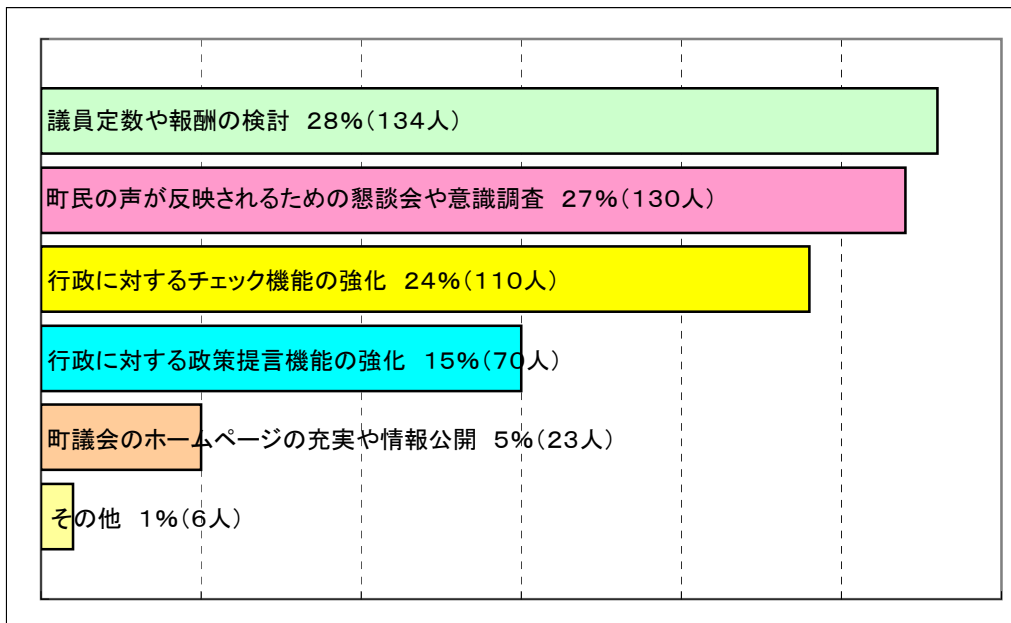 議員定数や報酬の検討　28%(134人)
町民の声が反映されるための懇談会や意識調査　27%(130人)
行政に対するチェック機能の強化　24%(110人)
行政に対する政策提言機能の強化　15%(70人)
町議会のホームページの充実や情報公開　5%(23人)
その他　1%(6人)